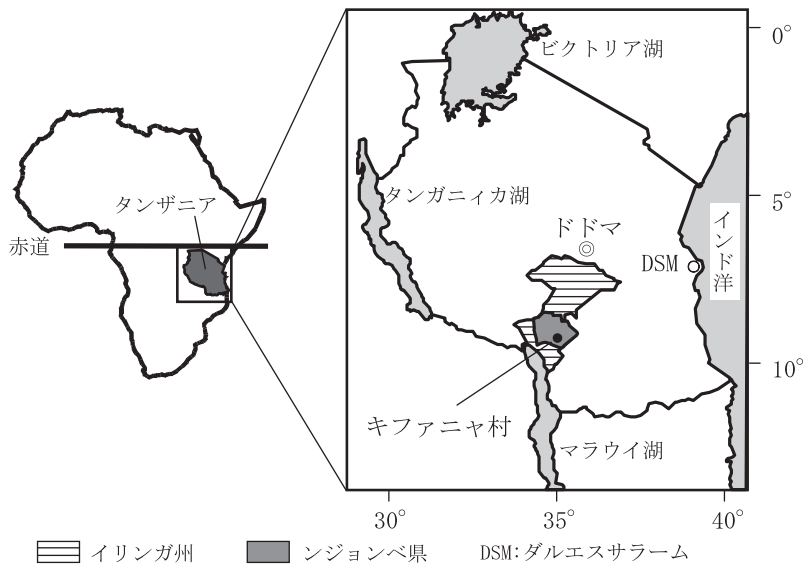 赤道
タンザニア
ビクトリア湖
タンガニィカ湖
ドドマ
DSM
インド洋
キファニャ村
マラウイ湖
0°
5°
10°
30°
35°
40°
イリンガ州
ンジョンベ県
DSM:ダルエスサラーム